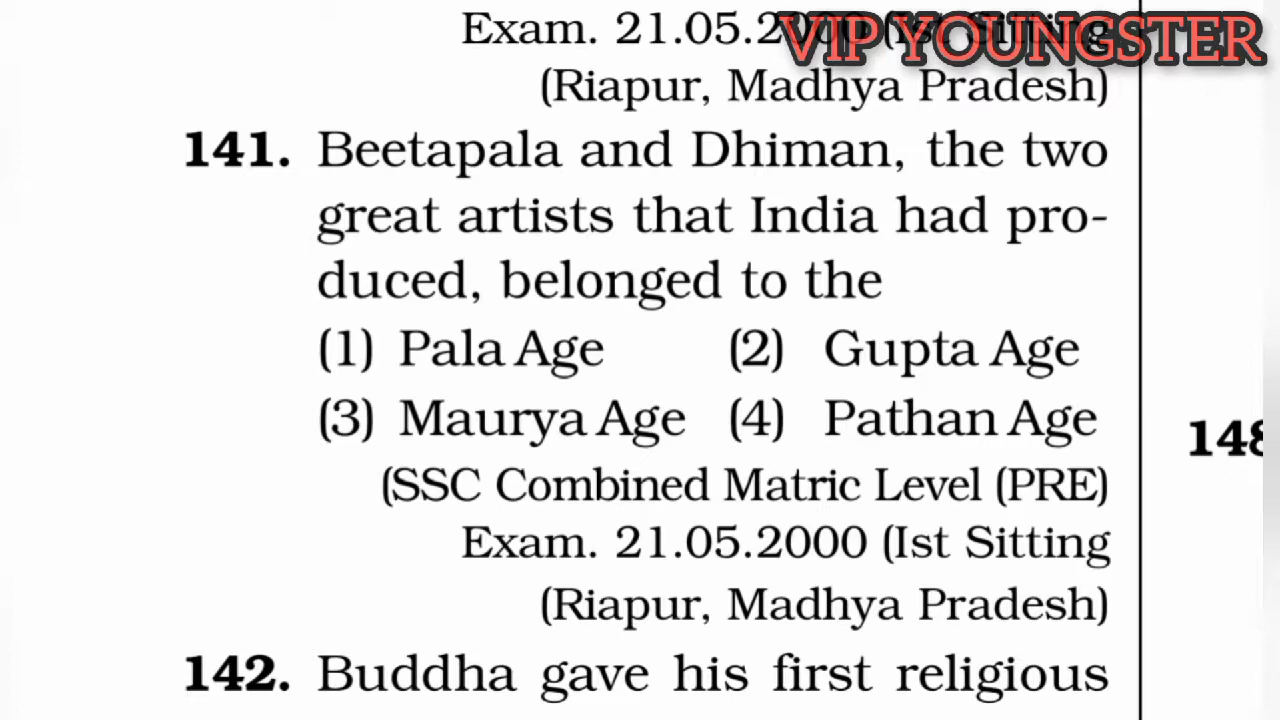 Exam. 21.05.2000 (Ist Sitting
VIP YOUNGSTER
(Riapur, Madhya Pradesh)
141. Beetapala and Dhiman, the two
great artists that India had pro-
duced, belonged to the
(1) Pala Age (2) Gupta Age
(3) Maurya Age (4) Pathan Age
(SSC Combined Matric Level (PRE)
Exam. 21.05.2000 (Ist Sitting
(Riapur, Madhya Pradesh)
142. Buddha gave his first religious
148